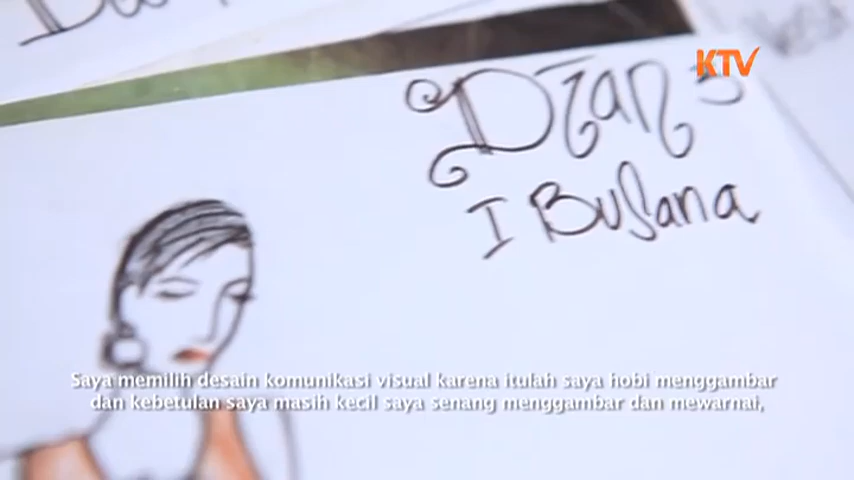 KTV
Dian's
I Busana
Saya memilih desain komunikasi visual karena itulah saya hobi menggambar
dan kebetulan saya masih kecil saya senang menggambar dan mewarnai,